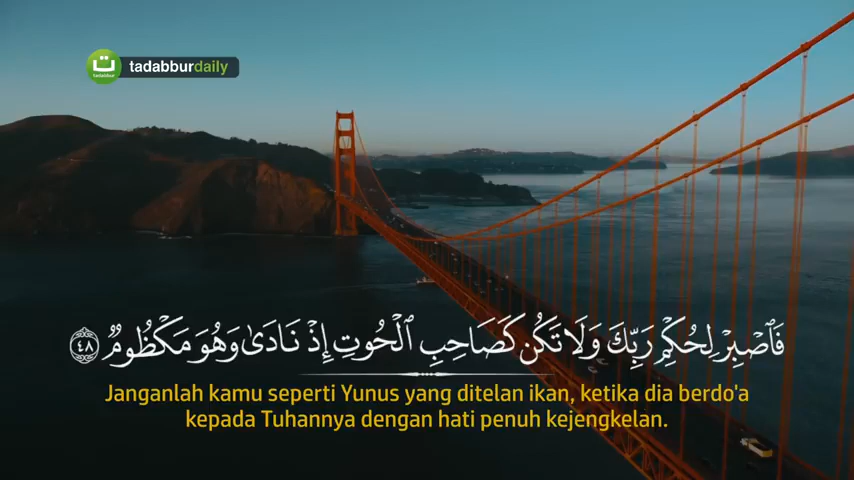 ت tadabburdaily
tadabbur
فَٱصْبِرْ لِحُكْمِ رَبِّكَ وَلَا تَكُن كَصَاحِبِ ٱلْحُوتِ إِذْ نَادَىٰ وَهُوَ مَكْظُومٌ ٤٨
Janganlah kamu seperti Yunus yang ditelan ikan, ketika dia berdo'a
kepada Tuhannya dengan hati penuh kejengkelan.